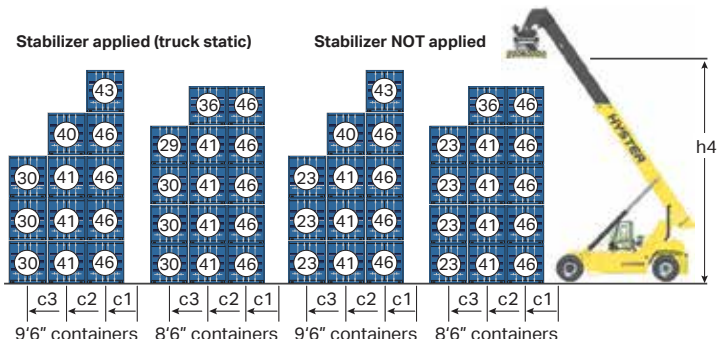 Stabilizer applied (truck static) Stabilizer NOT applied
43 43
36 46 36 46
40 46 40 46
29 41 46 23 41 46
30 41 46 23 41 46
30 41 46 23 41 46
30 41 46 23 41 46
30 41 46 23 41 46
30 41 46 23 41 46
30 41 46 23 41 46
HYSTER
h4
c3 c2 c1 c3 c2 c1 c3 c2 c1 c3 c2 c1
9'6" containers 8'6" containers 9'6" containers 8'6" containers